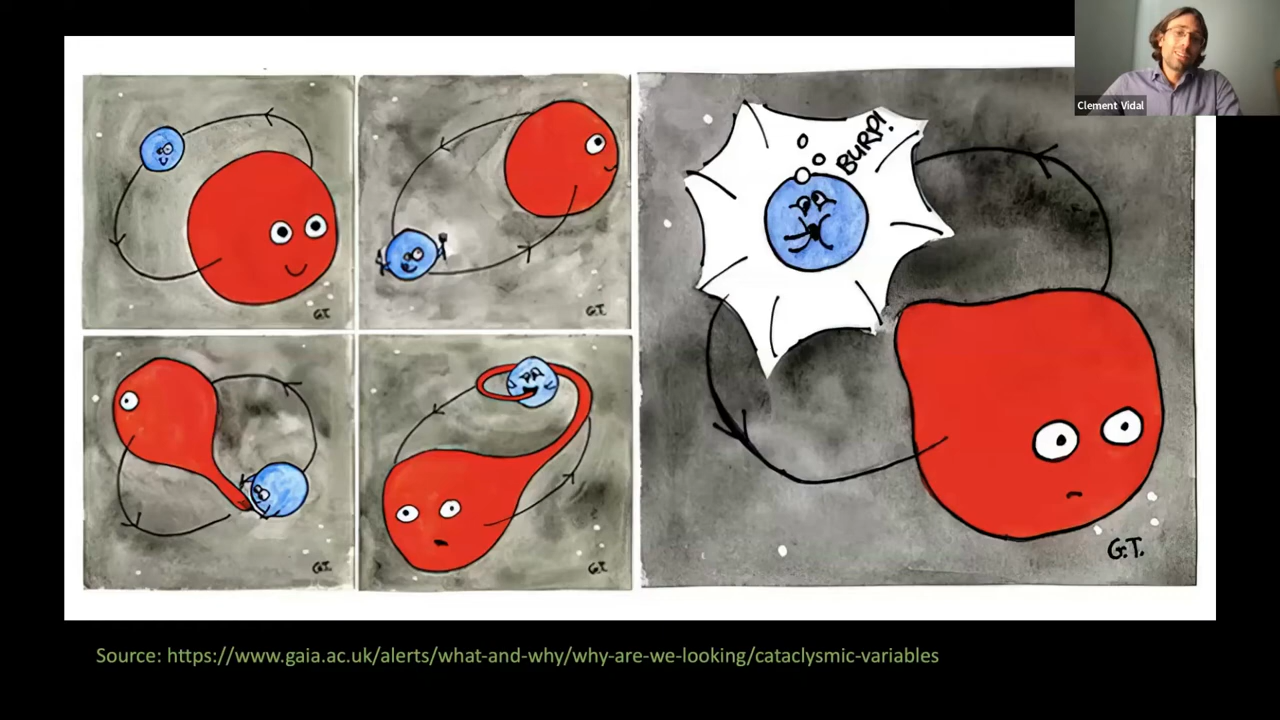 Clement Vidal
G.T.
G.T.
G.T.
G.T.
BURP!
G.T.
Source: https://www.gaia.ac.uk/alerts/what-and-why/why-are-we-looking/cataclysmic-variables